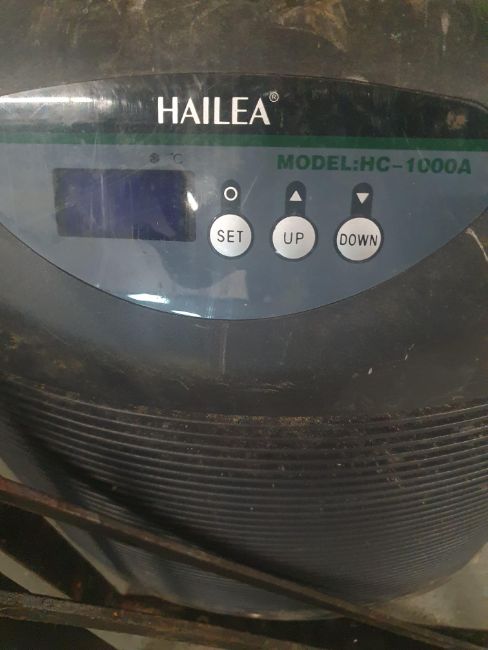 HAILEA®
MODEL:HC-1000A
❄ °C
SET UP DOWN